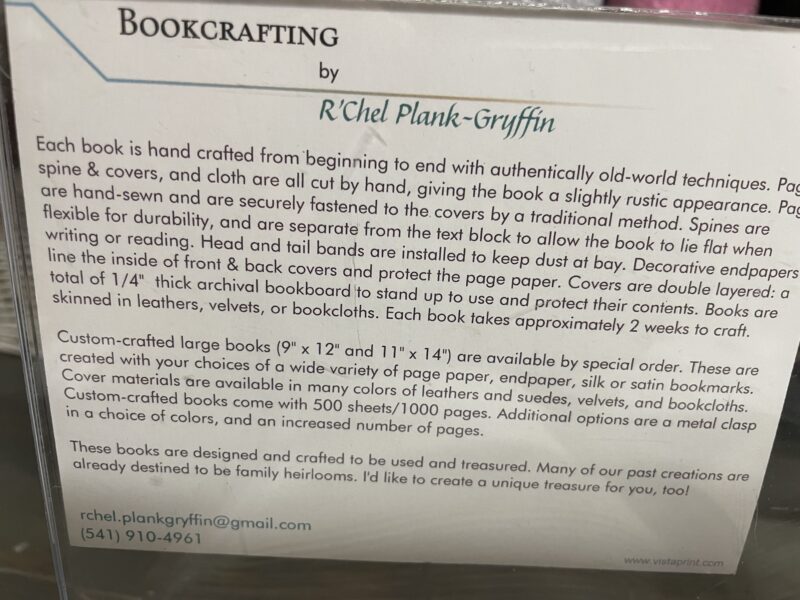 BOOKCRAFTING
by
R'Chel Plank-Gryffin
Each book is hand crafted from beginning to end with authentically old-world techniques. Pag
spine & covers, and cloth are all cut by hand, giving the book a slightly rustic appearance. Pag
are hand-sewn and are securely fastened to the covers by a traditional method. Spines are
flexible for durability, and are separate from the text block to allow the book to lie flat when
writing or reading. Head and tail bands are installed to keep dust at bay. Decorative endpapers
line the inside of front & back covers and protect the page paper. Covers are double layered: a
total of 1/4" thick archival bookboard to stand up to use and protect their contents. Books are
skinned in leathers, velvets, or bookcloths. Each book takes approximately 2 weeks to craft.
Custom-crafted large books (9" x 12" and 11" x 14") are available by special order. These are
created with your choices of a wide variety of page paper, endpaper, silk or satin bookmarks.
Cover materials are available in many colors of leathers and suedes, velvets, and bookcloths.
Custom-crafted books come with 500 sheets/1000 pages. Additional options are a metal clasp
in a choice of colors, and an increased number of pages.
These books are designed and crafted to be used and treasured. Many of our past creations are
already destined to be family heirlooms. I'd like to create a unique treasure for you, too!
rchel.plankgryffin@gmail.com
(541) 910-4961
www.vistaprint.com